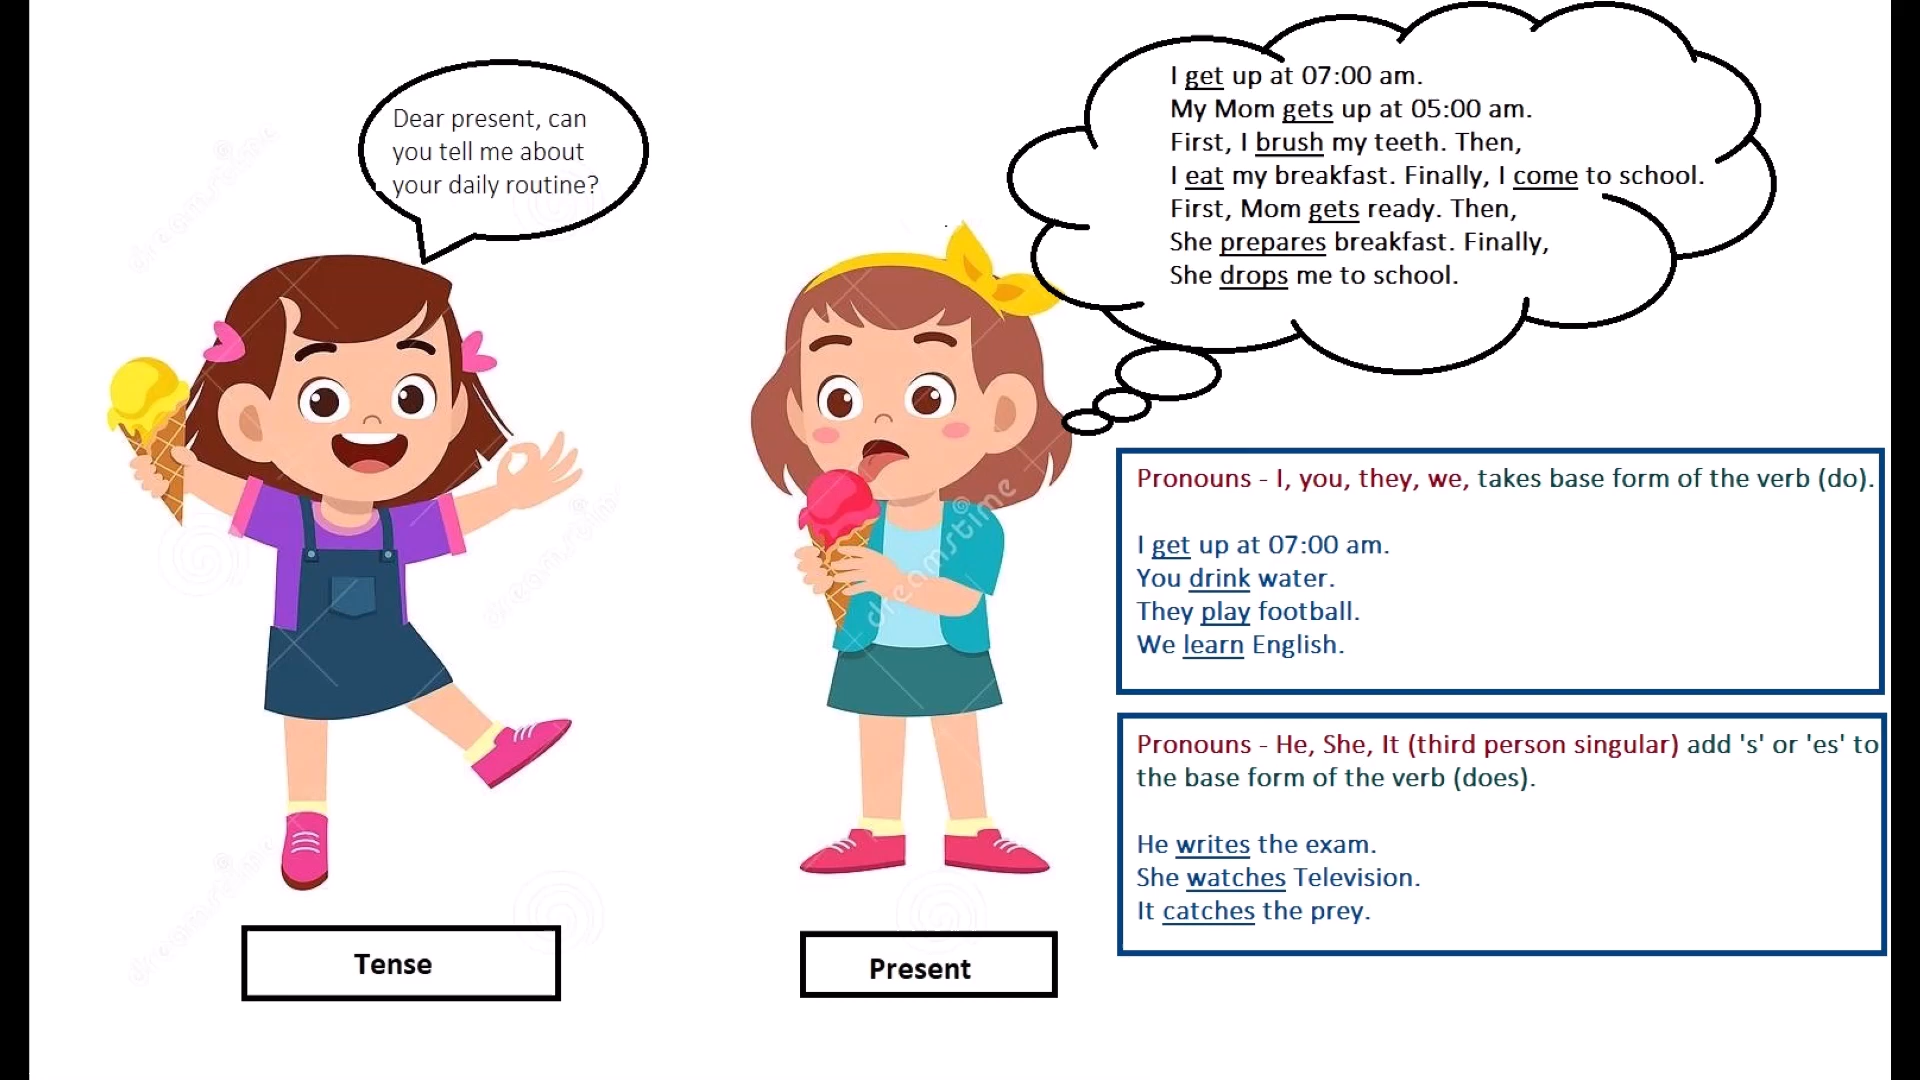 Dear present, can
you tell me about
your daily routine?
I get up at 07:00 am.
My Mom gets up at 05:00 am.
First, I brush my teeth. Then,
I eat my breakfast. Finally, I come to school.
First, Mom gets ready. Then,
She prepares breakfast. Finally,
She drops me to school.
Pronouns - I, you, they, we, takes base form of the verb (do).
I get up at 07:00 am.
You drink water.
They play football.
We learn English.
Pronouns - He, She, It (third person singular) add 's' or 'es' to
the base form of the verb (does).
He writes the exam.
She watches Television.
It catches the prey.
Tense
Present
dreamstime